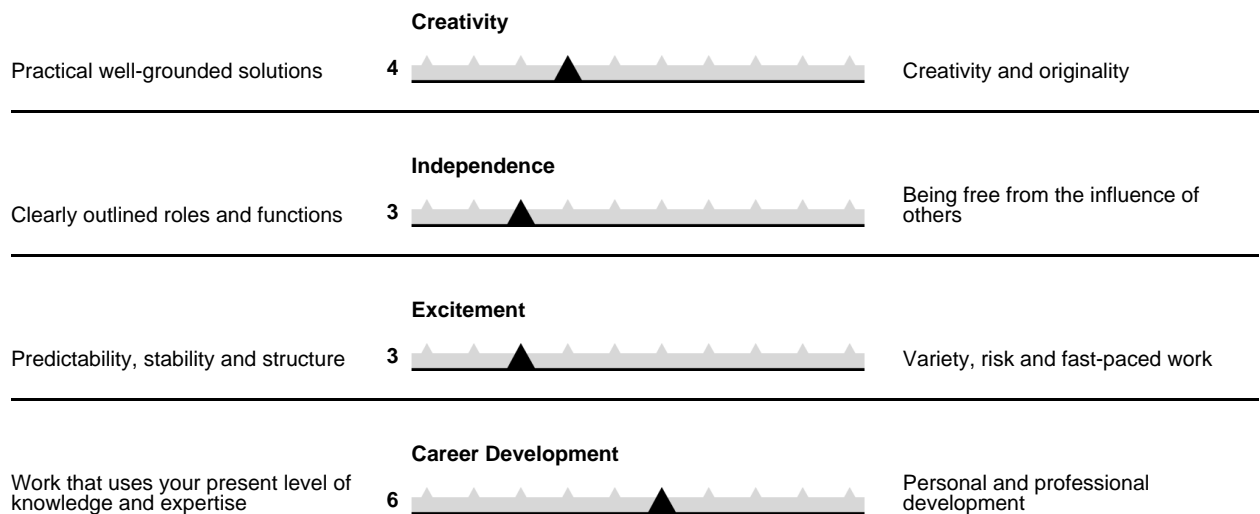 Creativity
Practical well-grounded solutions 4 Creativity and originality
Independence
Clearly outlined roles and functions 3 Being free from the influence of
others
Excitement
Predictability, stability and structure 3 Variety, risk and fast-paced work
Career Development
Work that uses your present level of
knowledge and expertise
6
Personal and professional
development